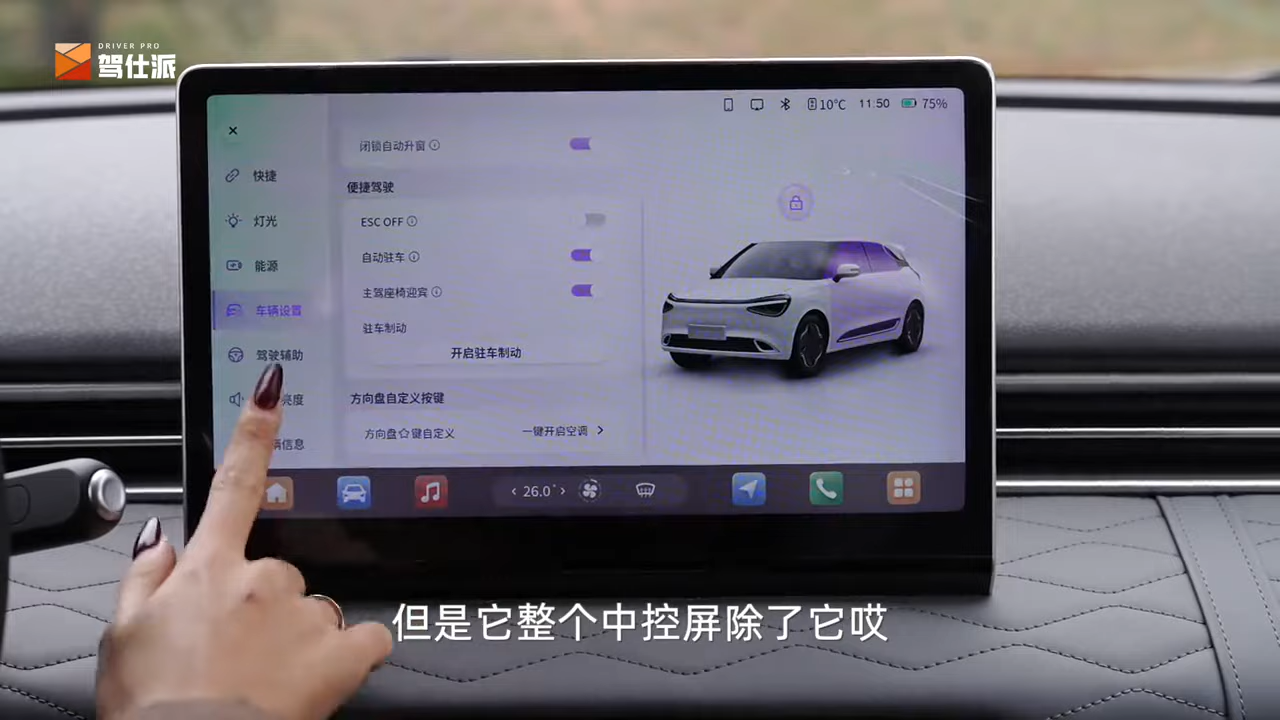 DRIVER PRO
驾仕派
10℃ 11:50 75%
快捷
灯光
能源
车辆设置
驾驶辅助
亮度
信息
闭锁自动升窗
便捷驾驶
ESC OFF
自动驻车
主驾座椅迎宾
驻车制动
开启驻车制动
方向盘自定义按键
方向盘☆键自定义
一键开启空调 >
< 26.0° >
但是它整个中控屏除了它哎